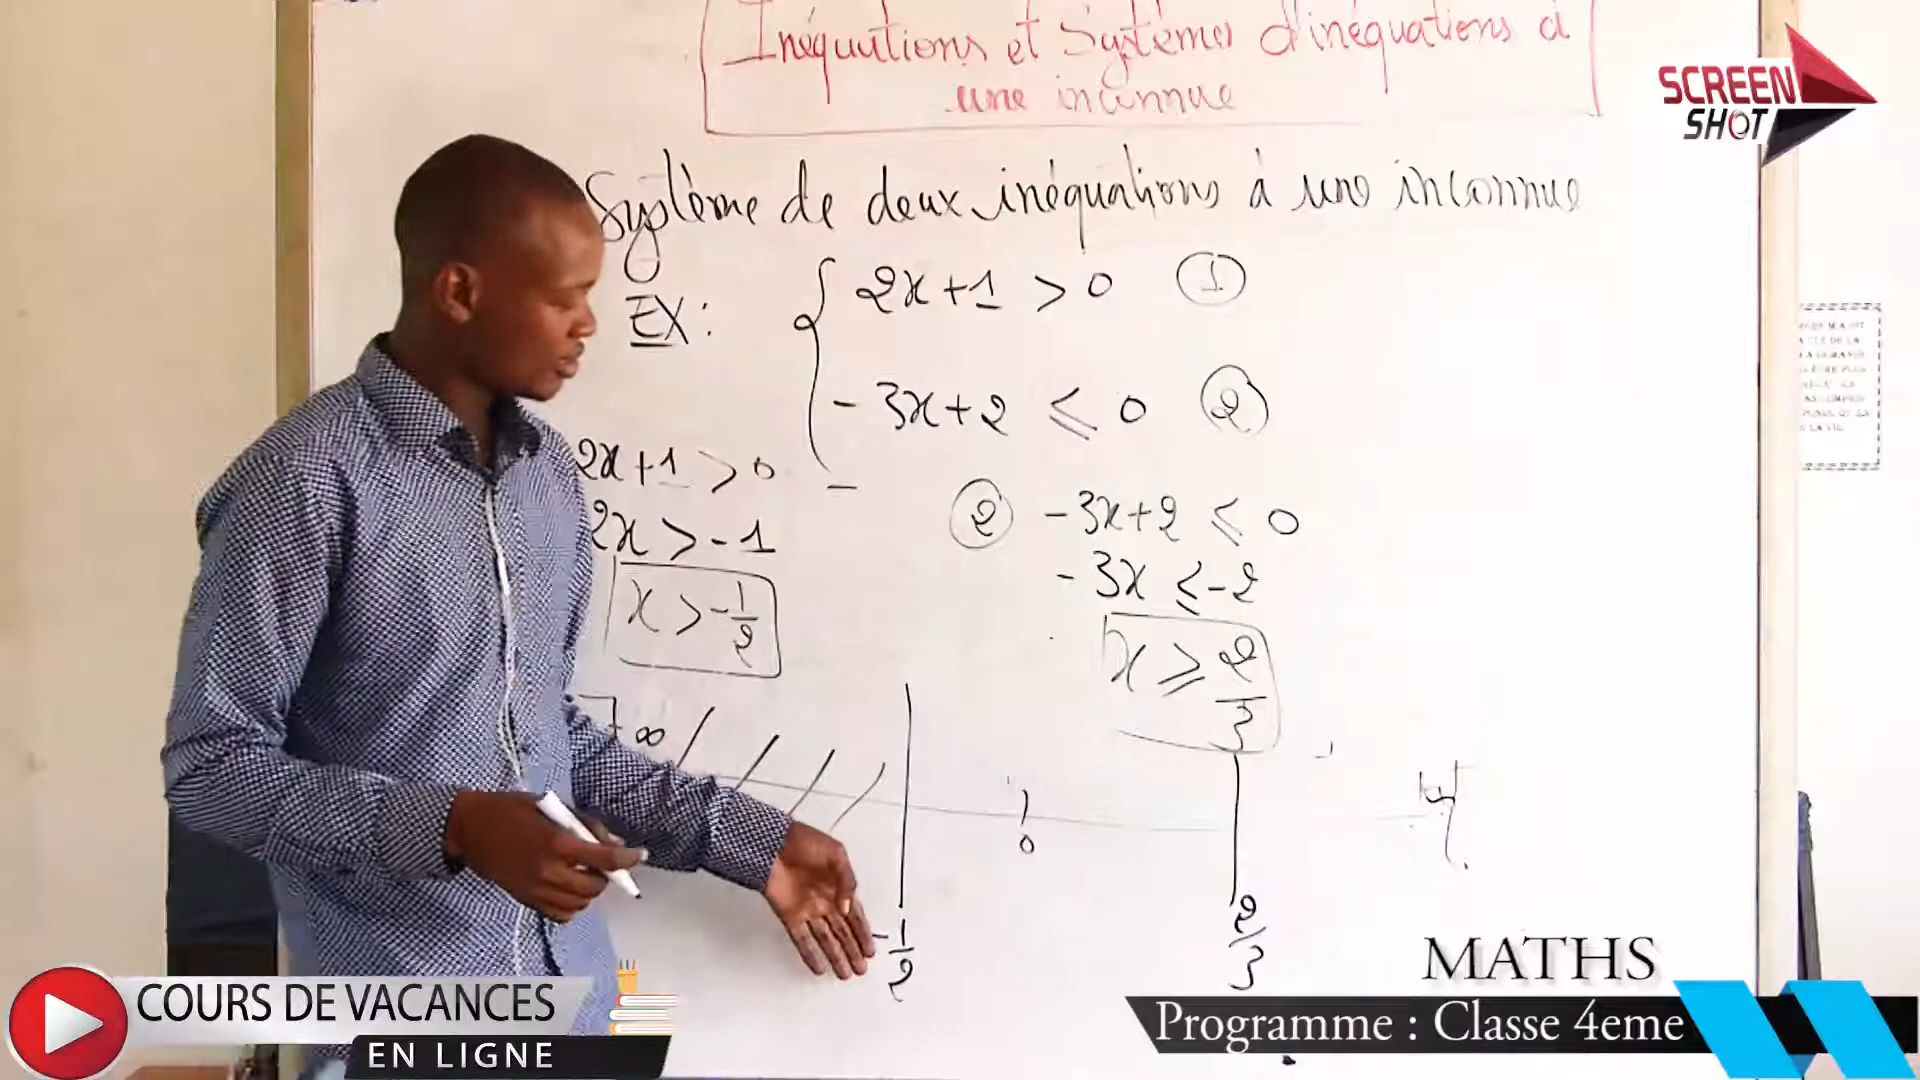 Inéquations et Systèmes d'inéquations à
une inconnue
SCREEN
SHOT
Système de deux inéquations à une inconnue
EX :
2x+1 > 0 ①
-3x+2 ⩽ 0 ②
2x+1 > 0
2x > -1
x > -1/2
② -3x+2 ⩽ 0
-3x ⩽ -2
x ⩾ 2/3
∞
0
-1/2
2/3
MATHS
COURS DE VACANCES
EN LIGNE
Programme : Classe 4eme